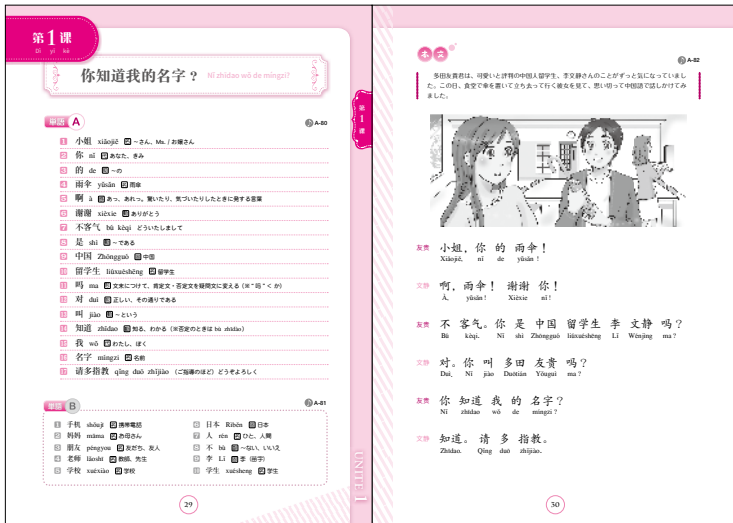 第1课
Dì yī kè
你知道我的名字？ Nǐ zhīdao wǒ de míngzi?
単語 A
A-80
1 小姐 xiǎojiě 名 ～さん、Ms. / お嬢さん
2 你 nǐ 代 あなた、きみ
3 的 de 助 ～の
4 雨伞 yǔsǎn 名 雨傘
5 啊 à 感 あっ、あれっ。驚いたり、気づいたりしたときに発する言葉
6 谢谢 xièxie 動 ありがとう
7 不客气 bú kèqi どういたしまして
8 是 shì 動 ～である
9 中国 Zhōngguó 名 中国
10 留学生 liúxuéshēng 名 留学生
11 吗 ma 助 文末につけて、肯定文・否定文を疑問文に変える（※“吗”＜ か）
12 对 duì 形 正しい、その通りである
13 叫 jiào 動 ～という
14 知道 zhīdao 動 知る、わかる（※否定のときは bù zhīdào）
15 我 wǒ 代 わたし、ぼく
16 名字 míngzi 名 名前
17 请多指教 qǐng duō zhǐjiào （ご指導のほど）どうぞよろしく
単語 B
A-81
1 手机 shǒujī 名 携帯電話
2 妈妈 māma 名 お母さん
3 朋友 péngyou 名 友だち、友人
4 老师 lǎoshī 名 教師、先生
5 学校 xuéxiào 名 学校
6 日本 Rìběn 名 日本
7 人 rén 名 ひと、人間
8 不 bù 副 ～ない、いいえ
9 李 Lǐ 名 李（苗字）
10 学生 xuésheng 名 学生
29
第1课
UNITE 1
本文
A-82
多田友貴君は、可愛いと評判の中国人留学生、李文静さんのことがずっと気になっていまし
た。この日、食堂で傘を置いて立ち去って行く彼女を見て、思い切って中国語で話しかけてみ
ました。
友贵 小姐，你 的 雨伞！
Xiǎojiě, nǐ de yǔsǎn!
文静 啊，雨伞！ 谢谢 你！
À, yǔsǎn! Xièxie nǐ!
友贵 不 客气。你 是 中国 留学生 李 文静 吗？
Bú kèqi. Nǐ shì Zhōngguó liúxuéshēng Lǐ Wénjìng ma?
文静 对。你 叫 多田 友贵 吗？
Duì. Nǐ jiào Duōtián Yǒuguì ma?
友贵 你 知道 我 的 名字？
Nǐ zhīdao wǒ de míngzi?
文静 知道。请 多 指教。
Zhīdao. Qǐng duō zhǐjiào.
30